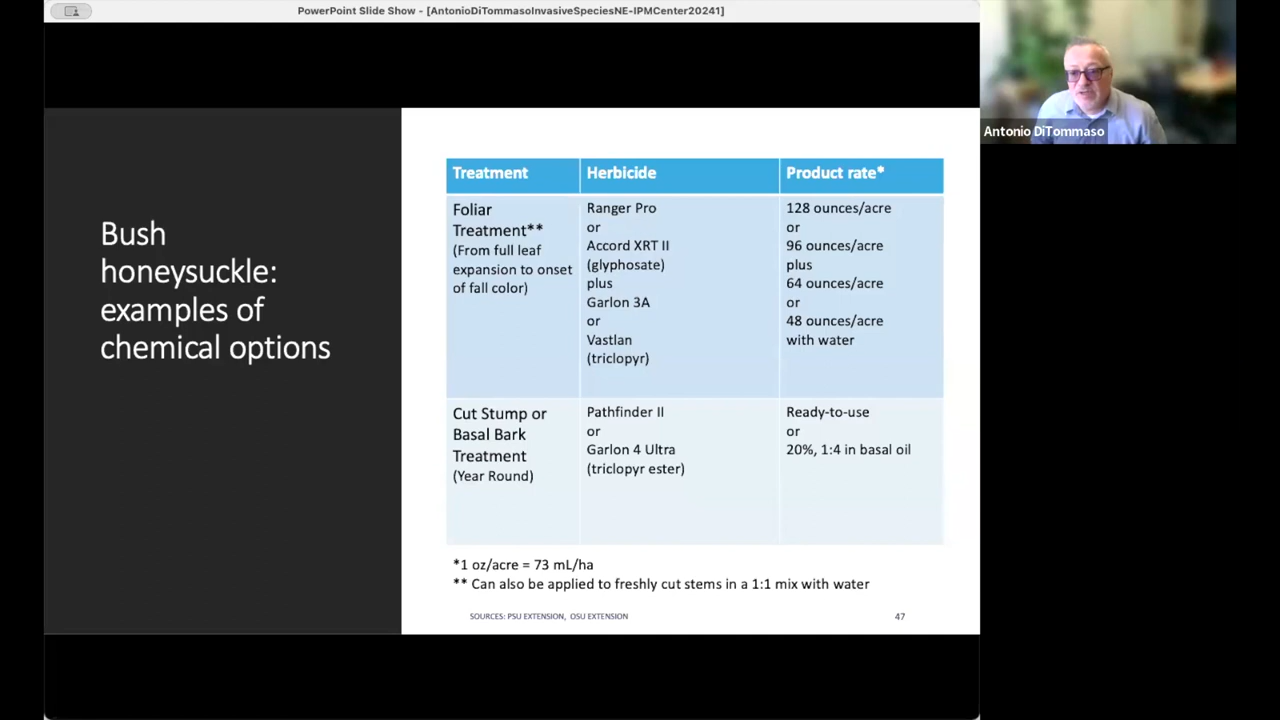 PowerPoint Slide Show - [AntonioDiTommasoInvasiveSpeciesNE-IPMCenter20241]
Antonio DiTommaso
Bush
honeysuckle:
examples of
chemical options
Treatment
Herbicide
Product rate*
Foliar
Treatment**
(From full leaf
expansion to onset
of fall color)
Ranger Pro
or
Accord XRT II
(glyphosate)
plus
Garlon 3A
or
Vastlan
(triclopyr)
128 ounces/acre
or
96 ounces/acre
plus
64 ounces/acre
or
48 ounces/acre
with water
Cut Stump or
Basal Bark
Treatment
(Year Round)
Pathfinder II
or
Garlon 4 Ultra
(triclopyr ester)
Ready-to-use
or
20%, 1:4 in basal oil
*1 oz/acre = 73 mL/ha
** Can also be applied to freshly cut stems in a 1:1 mix with water
SOURCES: PSU EXTENSION, OSU EXTENSION
47